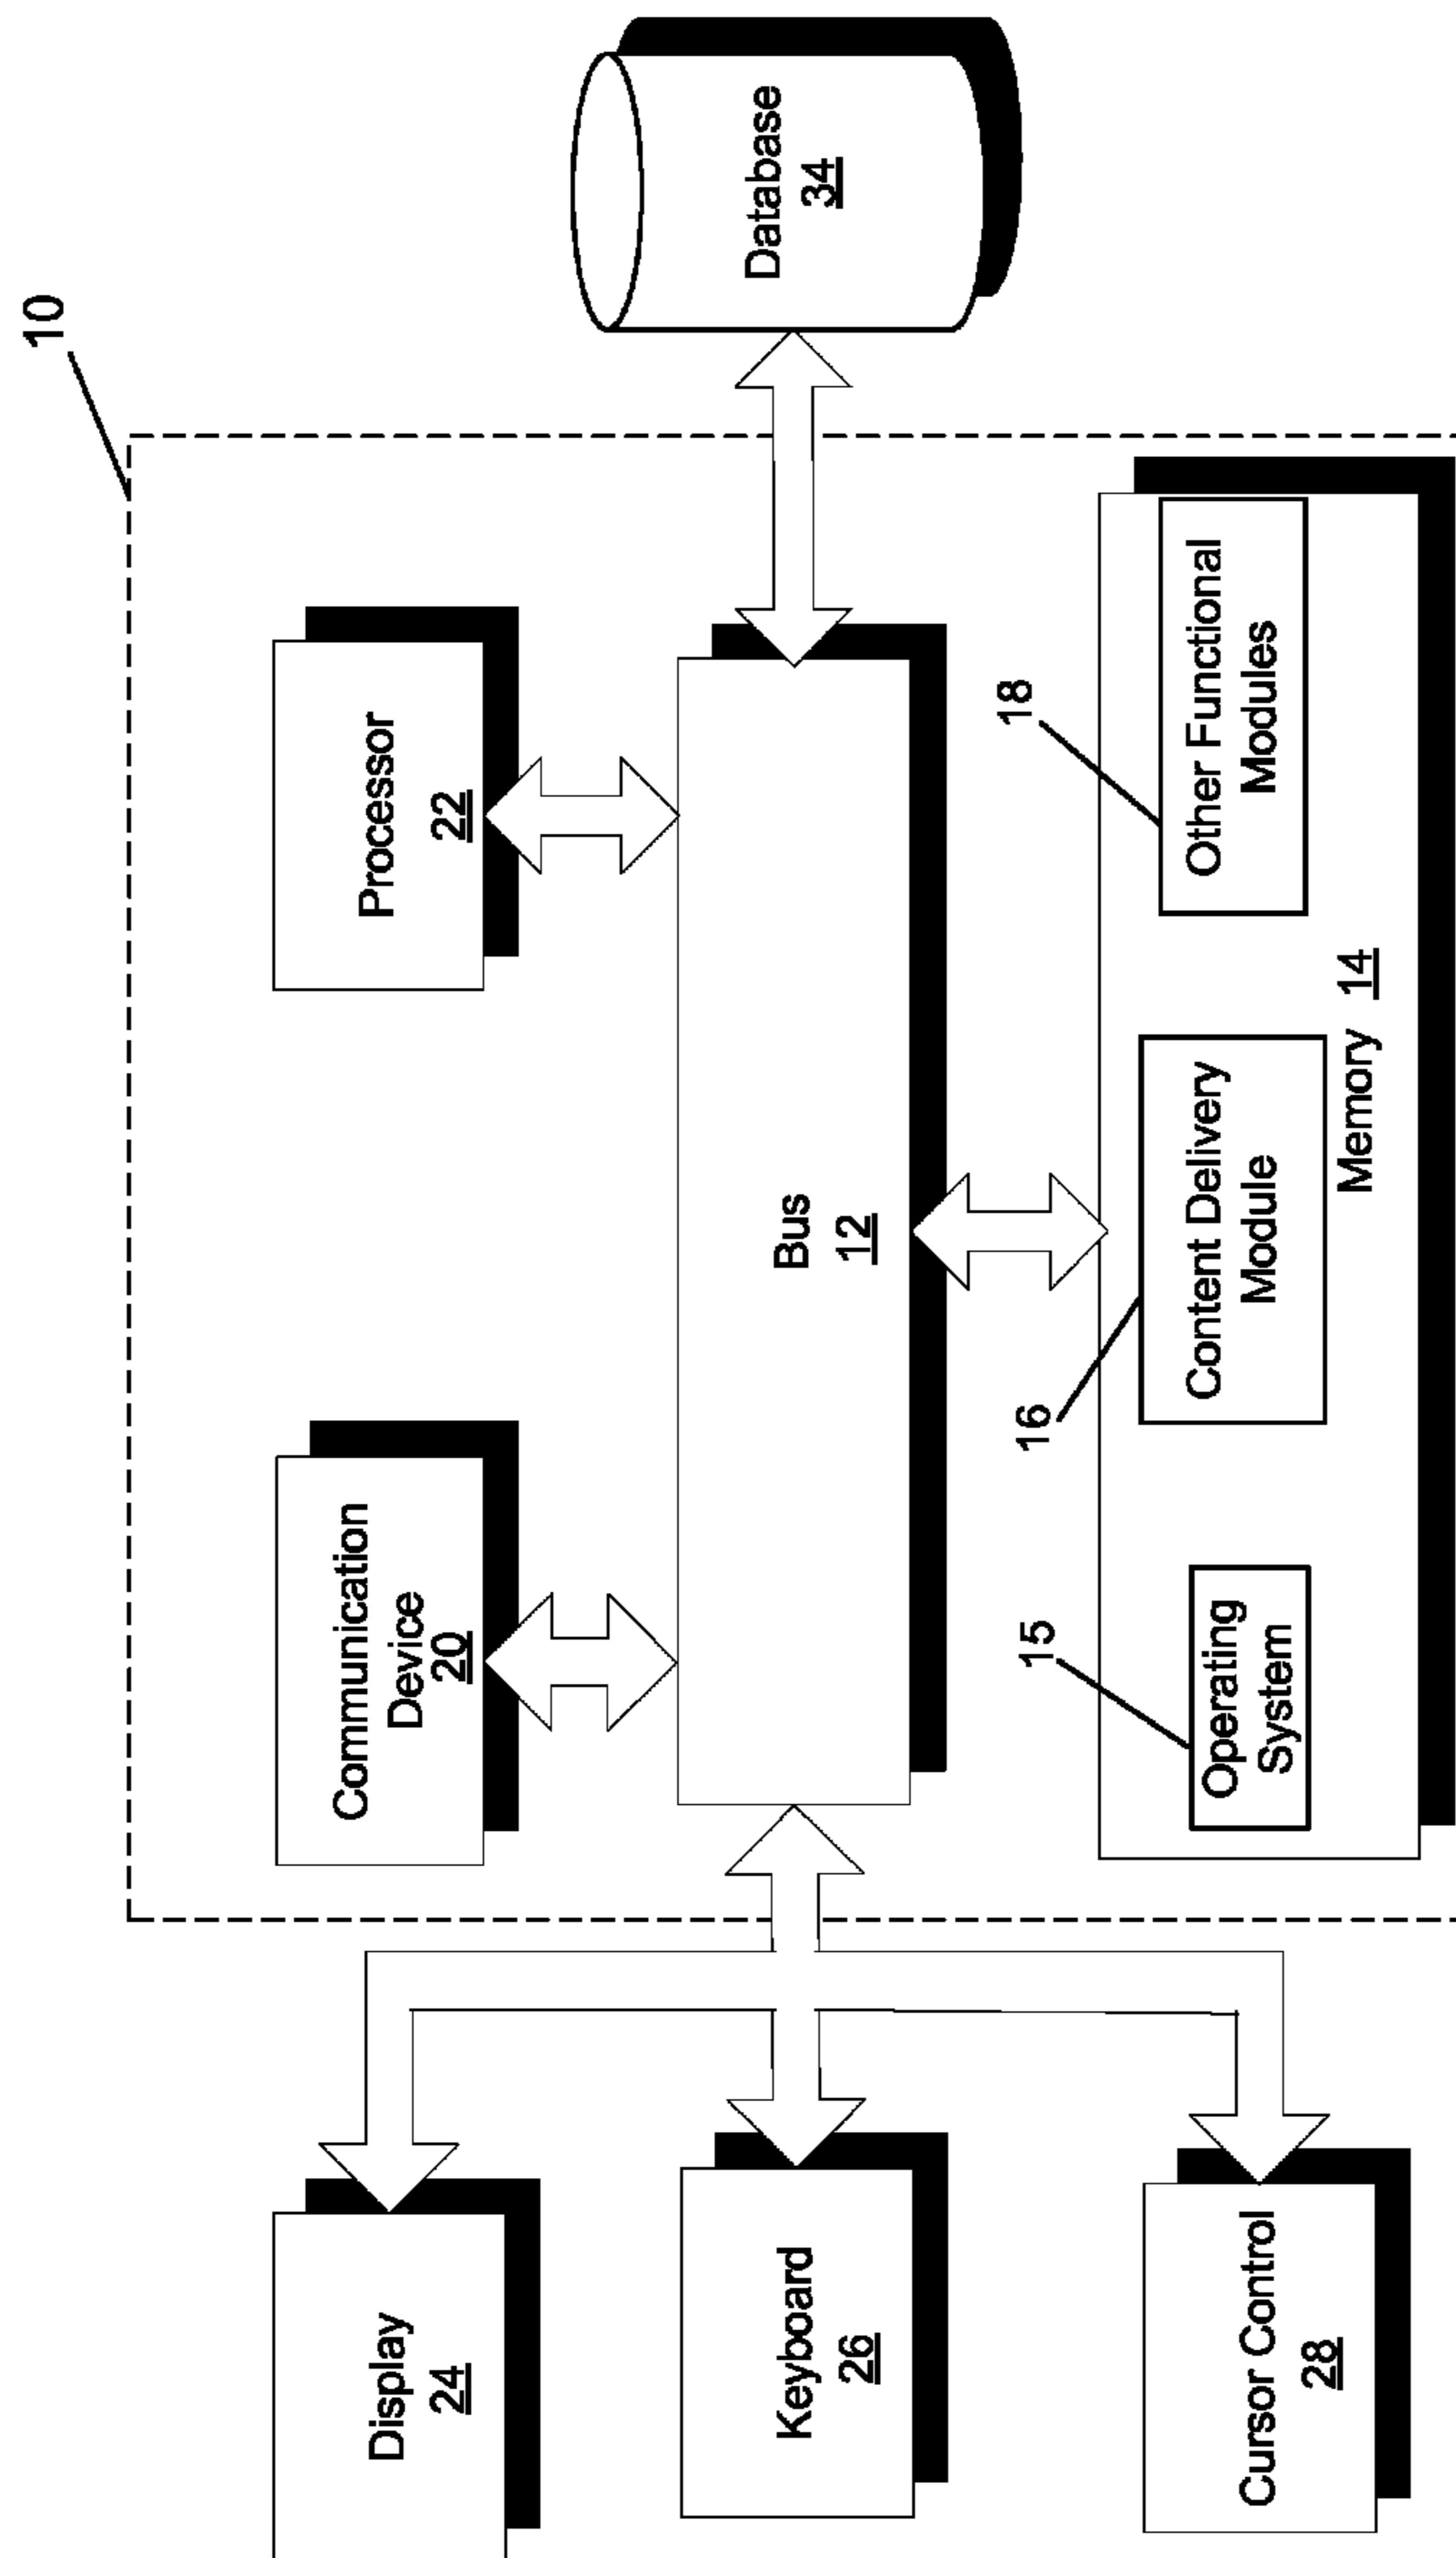 10
Communication
Device
20
Processor
22
Display
24
Keyboard
26
Bus
12
Database
34
Cursor Control
28
15
16
18
Operating
System
Content Delivery
Module
Other Functional
Modules
Memory 14